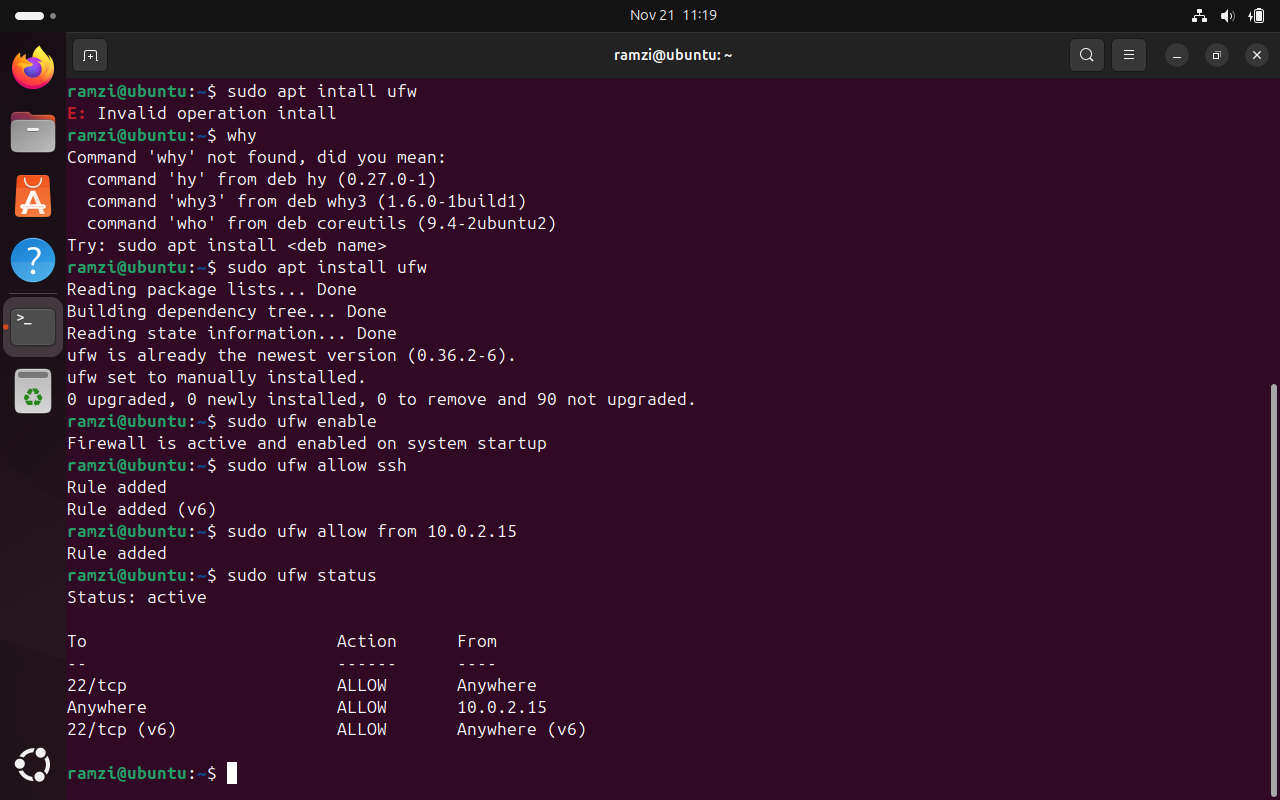 Nov 21 11:19
ramzi@ubuntu: ~
ramzi@ubuntu:~$ sudo apt intall ufw
E: Invalid operation intall
ramzi@ubuntu:~$ why
Command 'why' not found, did you mean:
  command 'hy' from deb hy (0.27.0-1)
  command 'why3' from deb why3 (1.6.0-1build1)
  command 'who' from deb coreutils (9.4-2ubuntu2)
Try: sudo apt install <deb name>
ramzi@ubuntu:~$ sudo apt install ufw
Reading package lists... Done
Building dependency tree... Done
Reading state information... Done
ufw is already the newest version (0.36.2-6).
ufw set to manually installed.
0 upgraded, 0 newly installed, 0 to remove and 90 not upgraded.
ramzi@ubuntu:~$ sudo ufw enable
Firewall is active and enabled on system startup
ramzi@ubuntu:~$ sudo ufw allow ssh
Rule added
Rule added (v6)
ramzi@ubuntu:~$ sudo ufw allow from 10.0.2.15
Rule added
ramzi@ubuntu:~$ sudo ufw status
Status: active
To                         Action      From
--                         ------      ----
22/tcp                     ALLOW       Anywhere
Anywhere                   ALLOW       10.0.2.15
22/tcp (v6)                ALLOW       Anywhere (v6)
ramzi@ubuntu:~$